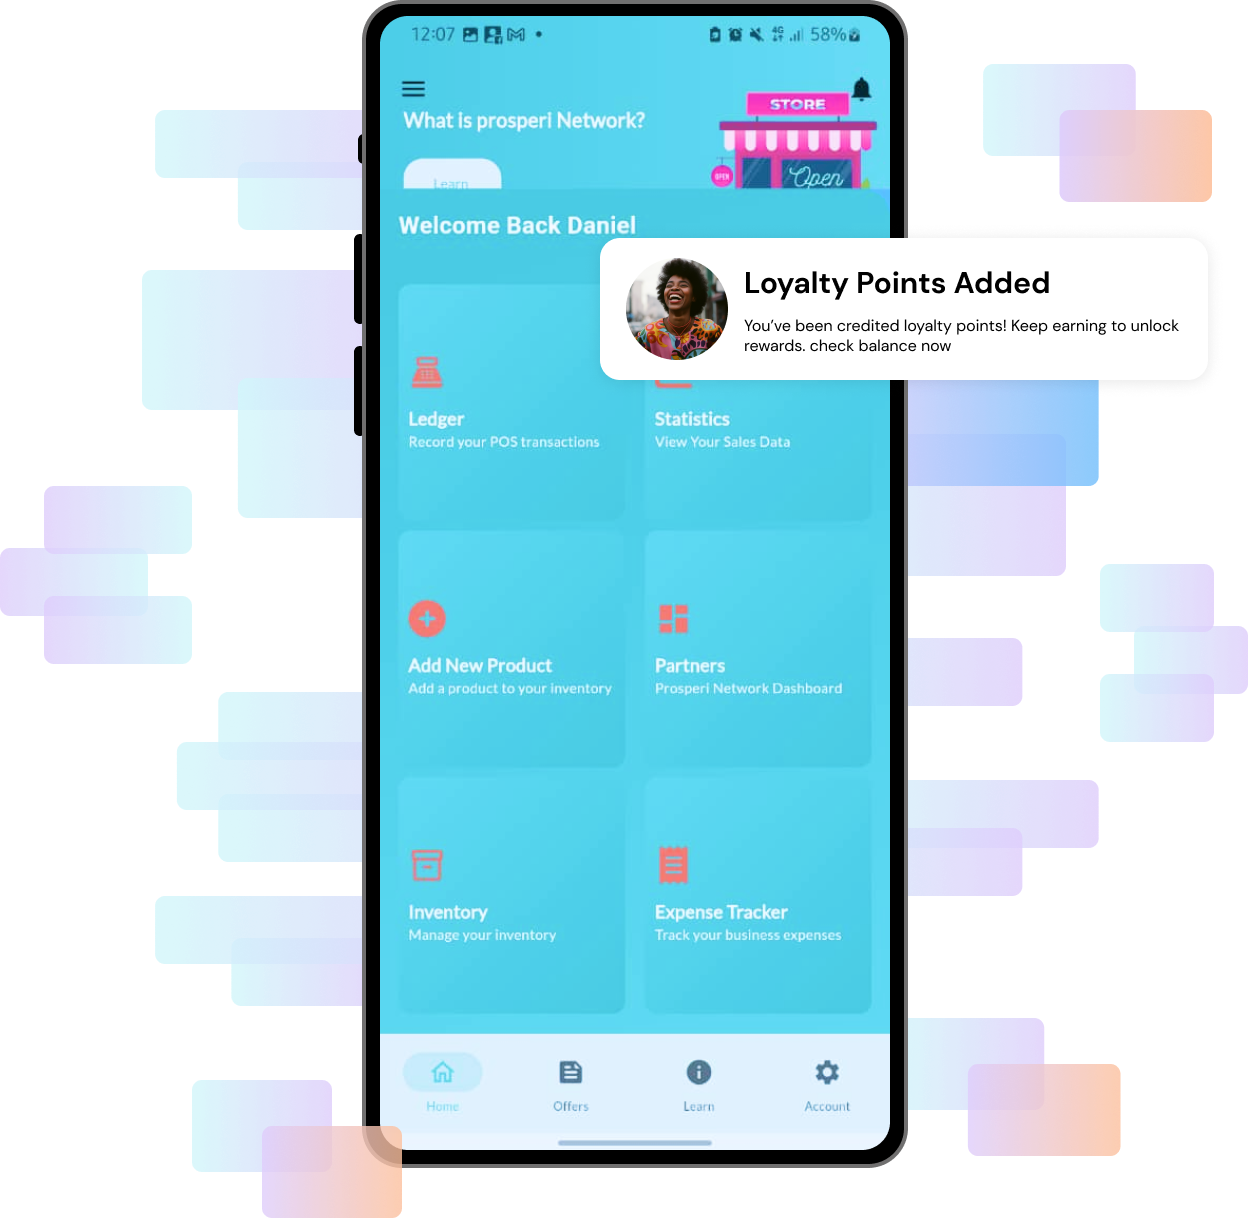 12:07
4G
58%
What is prosperi Network?
STORE
OPEN
Open
Learn
Welcome Back Daniel
Loyalty Points Added
You’ve been credited loyalty points! Keep earning to unlock
rewards. check balance now
Ledger
Record your POS transactions
Statistics
View Your Sales Data
Add New Product
Add a product to your inventory
Partners
Prosperi Network Dashboard
Inventory
Manage your inventory
Expense Tracker
Track your business expenses
Home
Offers
Learn
Account